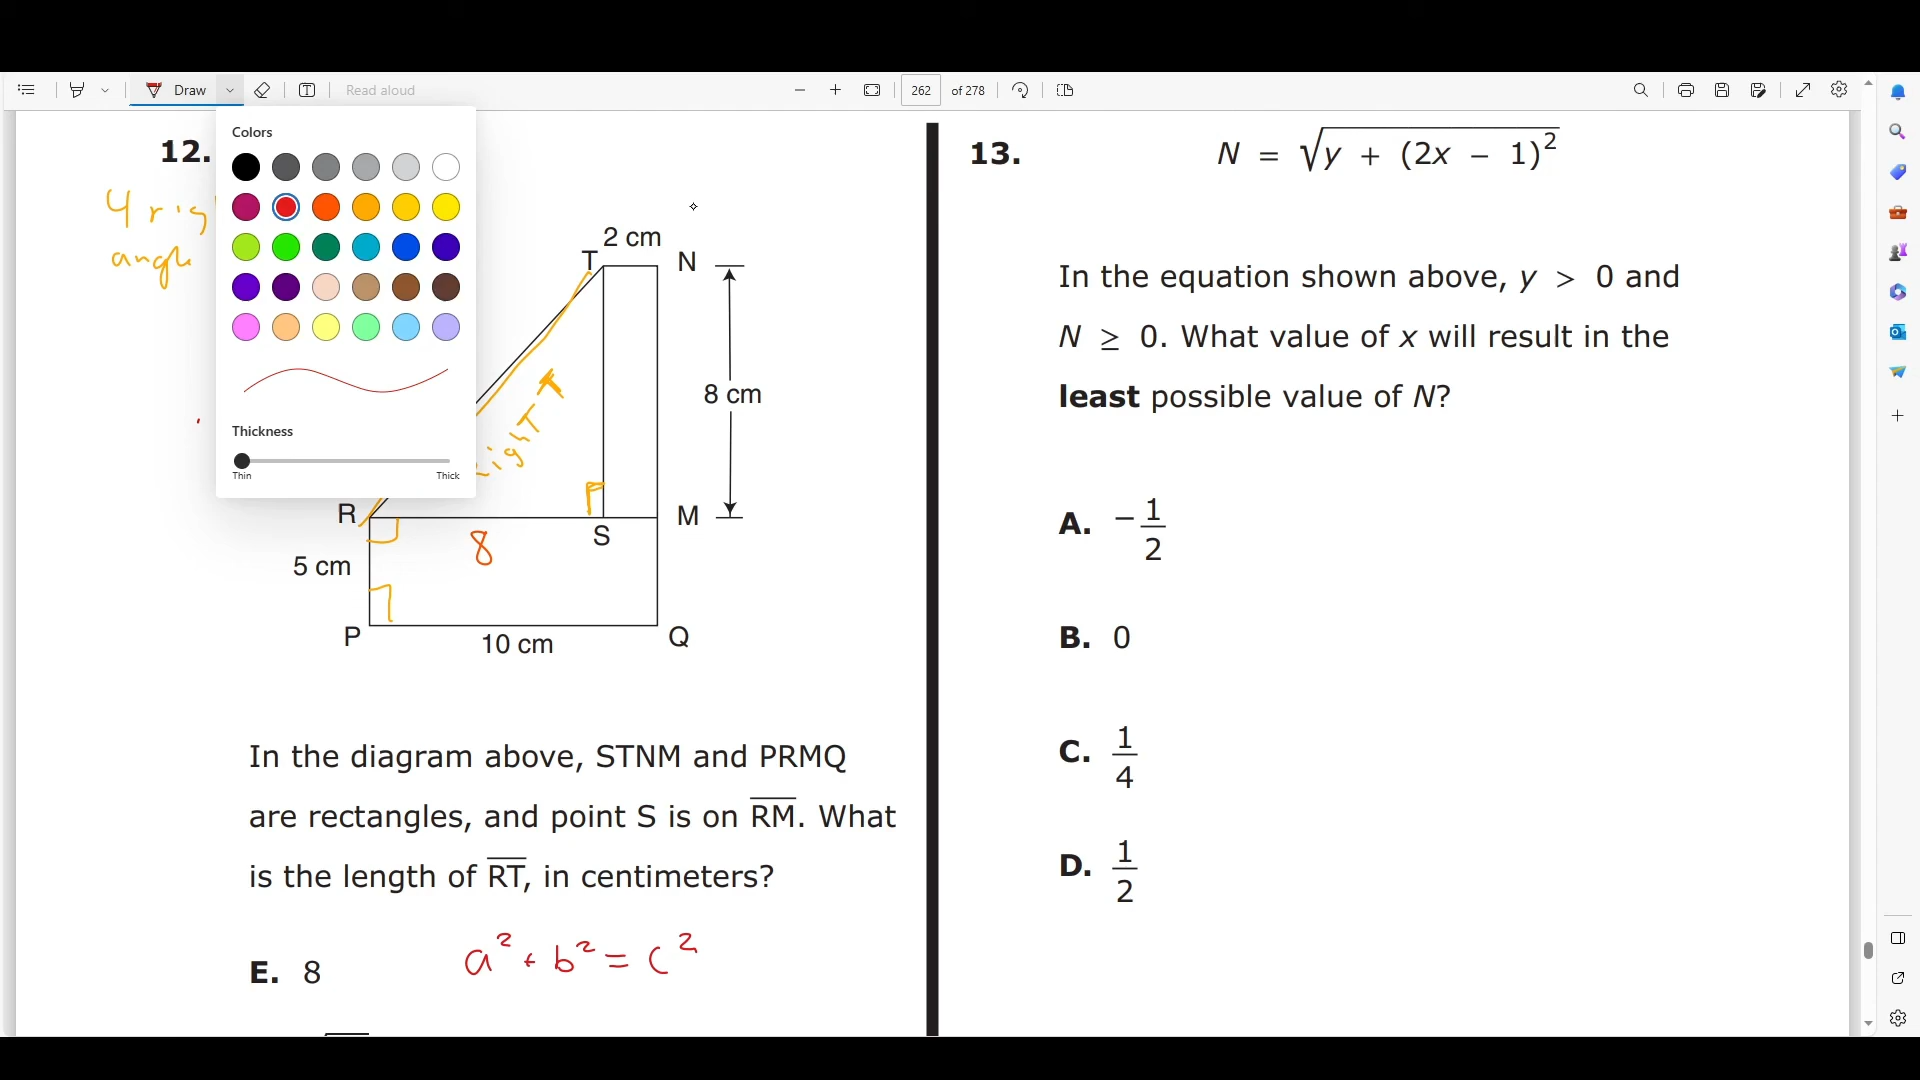 Draw
Read aloud
262 of 278
Colors
Thickness
Thin Thick
12.
4 rig
angle
2 cm
T N
8 cm
right
R S M
8
5 cm
P Q
10 cm
In the diagram above, STNM and PRMQ
are rectangles, and point S is on RM. What
is the length of RT, in centimeters?
E. 8
a² + b² = c²
13. N = √(y + (2x − 1)²)
In the equation shown above, y > 0 and
N ≥ 0. What value of x will result in the
least possible value of N?
A. −1/2
B. 0
C. 1/4
D. 1/2